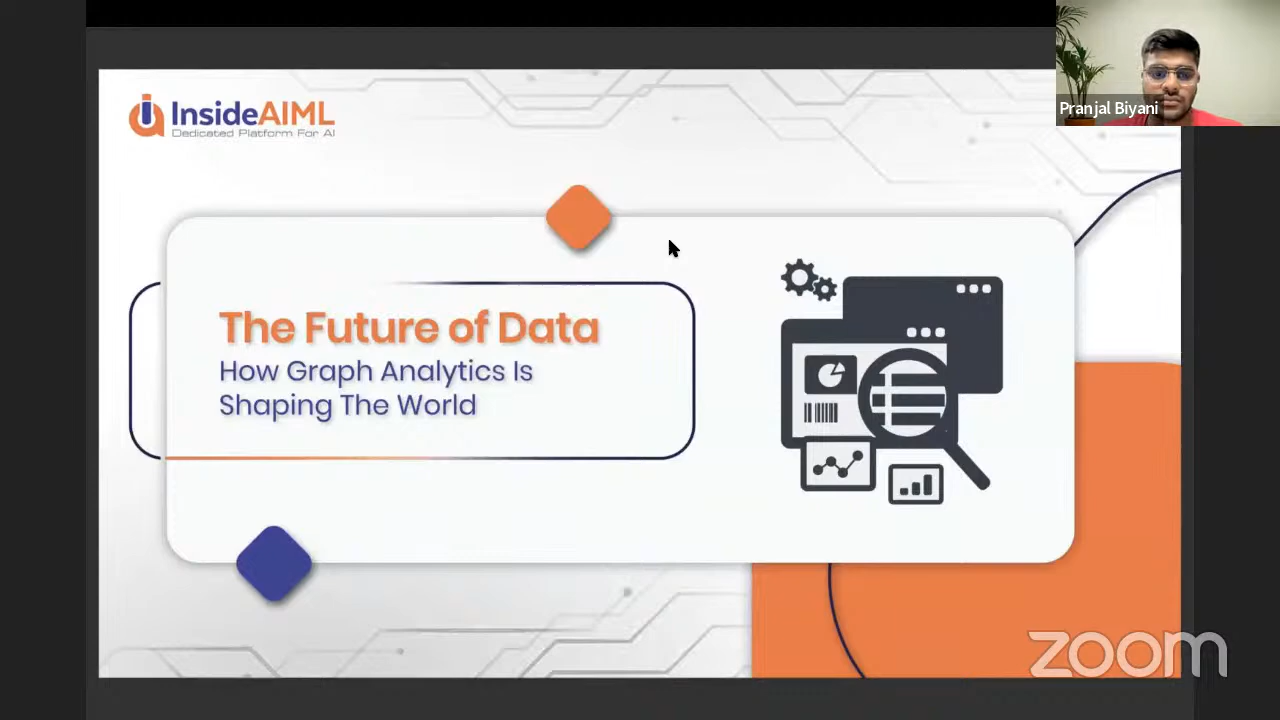 InsideAIML
Dedicated Platform For AI
Pranjal Biyani
The Future of Data
How Graph Analytics Is
Shaping The World
zoom